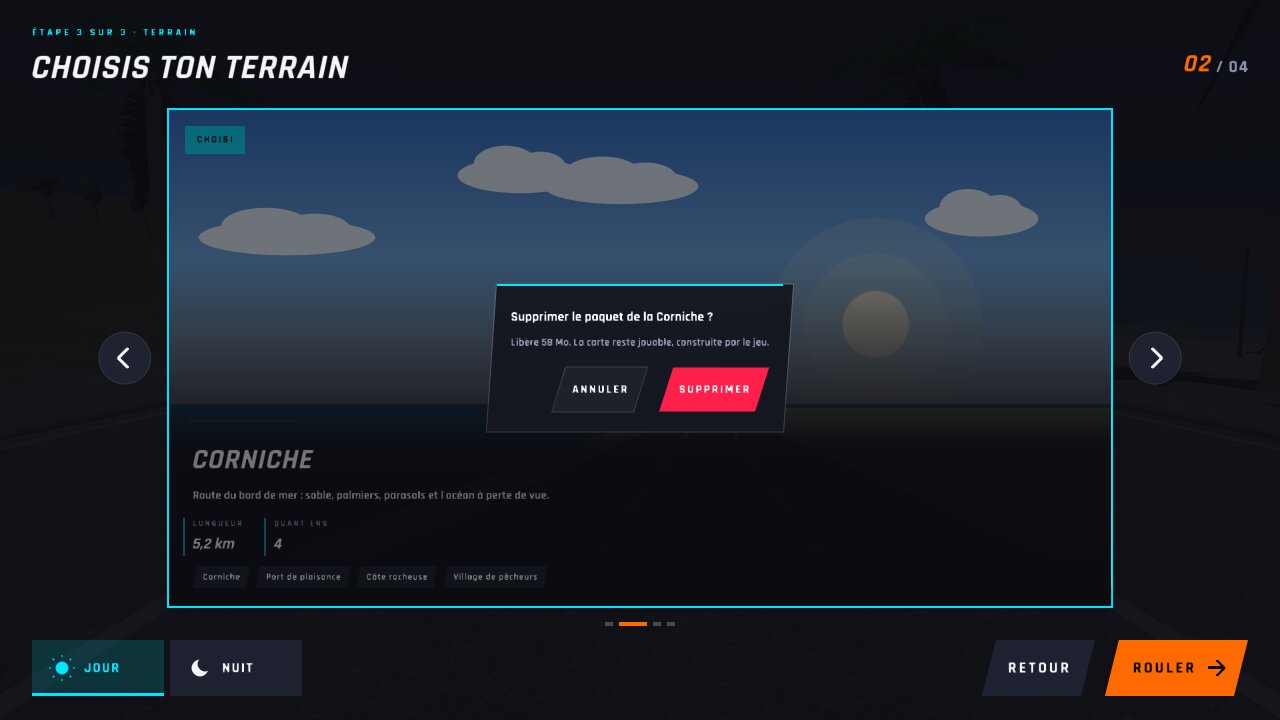 ÉTAPE 3 SUR 3 · TERRAIN
CHOISIS TON TERRAIN
02 / 04
CHOISI
Supprimer le paquet de la Corniche ?
Libère 58 Mo. La carte reste jouable, construite par le jeu.
ANNULER
SUPPRIMER
CORNICHE
Route du bord de mer : sable, palmiers, parasols et l'océan à perte de vue.
LONGUEUR
QUARTIERS
5,2 km
4
Corniche
Port de plaisance
Côte rocheuse
Village de pêcheurs
JOUR
NUIT
RETOUR
ROULER